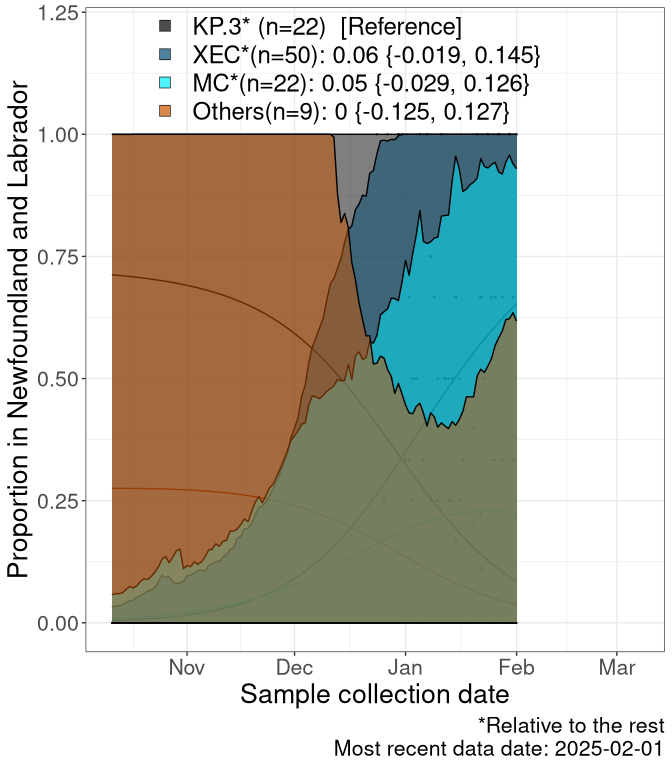 KP.3* (n=22)  [Reference]
XEC*(n=50): 0.06 {-0.019, 0.145}
MC*(n=22): 0.05 {-0.029, 0.126}
Others(n=9): 0 {-0.125, 0.127}
Proportion in Newfoundland and Labrador
1.25
1.00
0.75
0.50
0.25
0.00
Nov Dec Jan Feb Mar
Sample collection date
*Relative to the rest
Most recent data date: 2025-02-01